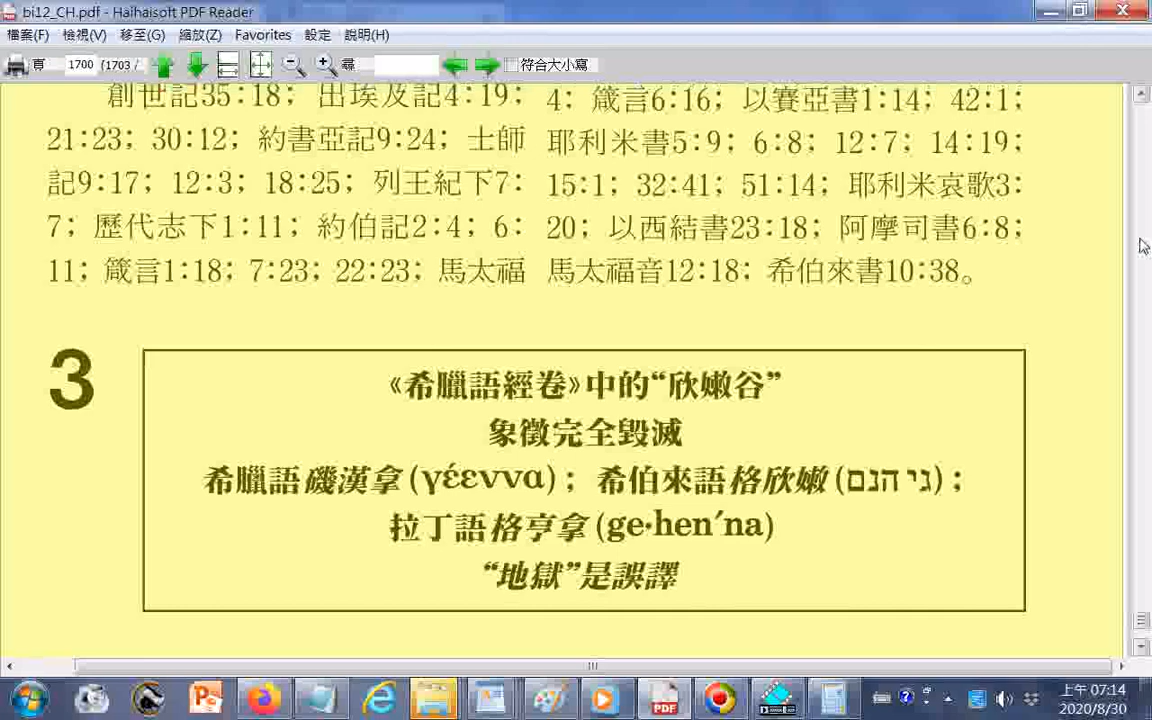 bi12_CH.pdf - Haihaisoft PDF Reader
檔案(F) 檢視(V) 移至(G) 縮放(Z) Favorites 設定 說明(H)
頁 1700 /1703 / 尋 符合大小寫
創世記35：18； 出埃及記4：19；
21：23； 30：12； 約書亞記9：24； 士師
記9：17； 12：3； 18：25； 列王紀下7：
7； 歷代志下1：11； 約伯記2：4； 6：
11； 箴言1：18； 7：23； 22：23； 馬太福
4； 箴言6：16； 以賽亞書1：14； 42：1；
耶利米書5：9； 6：8； 12：7； 14：19；
15：1； 32：41； 51：14； 耶利米哀歌3：
20； 以西結書23：18； 阿摩司書6：8；
馬太福音12：18； 希伯來書10：38。
3
《希臘語經卷》中的“欣嫩谷”
象徵完全毀滅
希臘語磯漢拿(γέεννα)； 希伯來語格欣嫩(גי הנם)；
拉丁語格亨拿(ge·hen′na)
“地獄”是誤譯
上午 07:14
2020/8/30